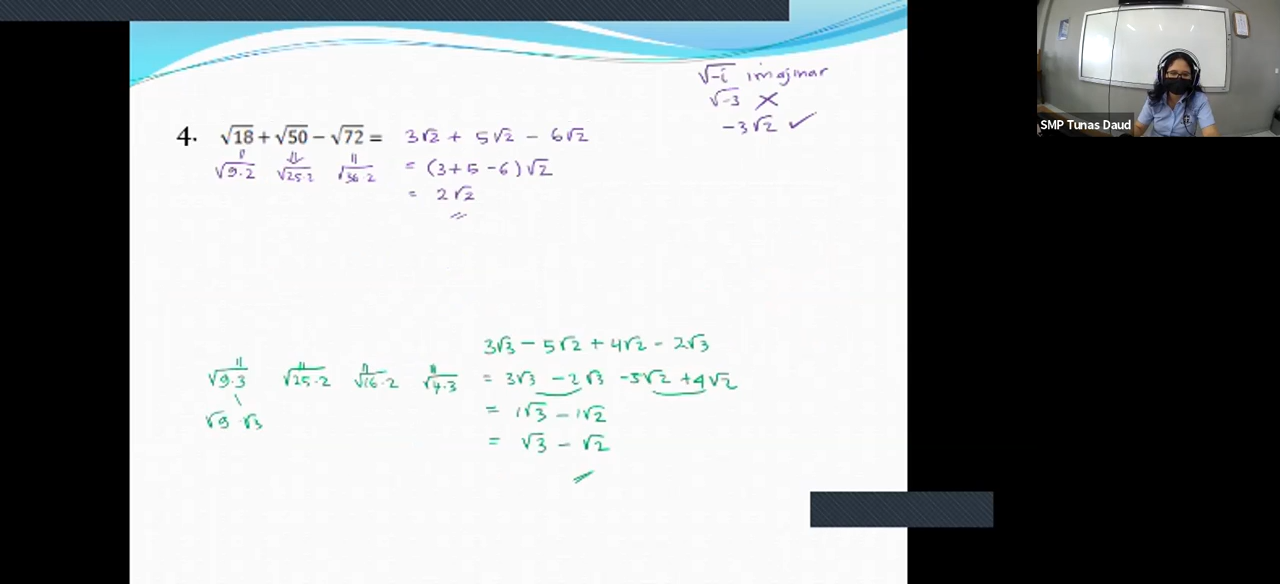 √-i imajinar
√-3 ✗
-3√2 ✓
SMP Tunas Daud
4. √18 + √50 − √72 = 3√2 + 5√2 - 6√2
√9.2 √25.2 √36.2 = (3+5-6)√2
= 2√2
3√3 - 5√2 + 4√2 - 2√3
√9.3 √25.2 √16.2 √4.3 = 3√3 - 2√3 -5√2 +4√2
√9 .√3 = 1√3 - 1√2
= √3 - √2